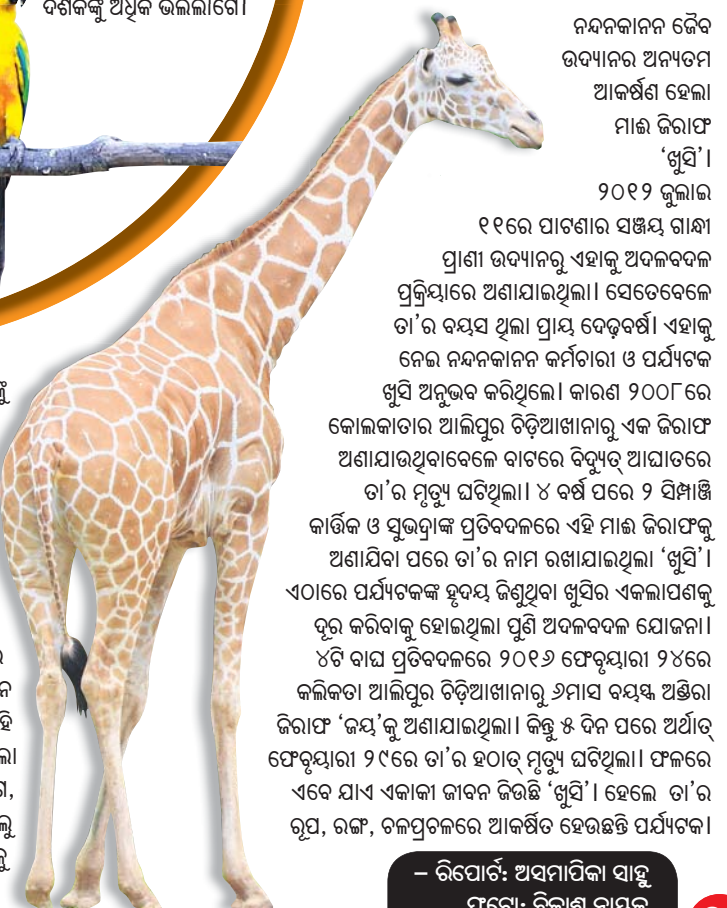 ଦର୍ଶକଙ୍କୁ ଅଧିକ ଭଲଲାଗେ।
ନନ୍ଦନକାନନ ଜୈବ
ଉଦ୍ୟାନର ଅନ୍ୟତମ
ଆକର୍ଷଣ ହେଲା
ମାଈ ଜିରାଫ
‘ଖୁସି’।
୨୦୧୨ ଜୁଲାଇ
୧୧ରେ ପାଟଣାର ସଞ୍ଜୟ ଗାନ୍ଧୀ
ପ୍ରାଣୀ ଉଦ୍ୟାନରୁ ଏହାକୁ ଅଦଳବଦଳ
ପ୍ରକ୍ରିୟାରେ ଅଣାଯାଇଥିଲା। ସେତେବେଳେ
ତା’ର ବୟସ ଥିଲା ପ୍ରାୟ ଦେଢ଼ବର୍ଷ। ଏହାକୁ
ନେଇ ନନ୍ଦନକାନନ କର୍ମଚାରୀ ଓ ପର୍ଯ୍ୟଟକ
ଖୁସି ଅନୁଭବ କରିଥିଲେ। କାରଣ ୨୦୦୮ରେ
କୋଲକାତାର ଆଲିପୁର ଚିଡ଼ିଆଖାନାରୁ ଏକ ଜିରାଫ
ଅଣାଯାଉଥିବାବେଳେ ବାଟରେ ବିଦ୍ୟୁତ୍ ଆଘାତରେ
ତା’ର ମୃତ୍ୟୁ ଘଟିଥିଲା। ୪ ବର୍ଷ ପରେ ୨ ସିମ୍ପାଞ୍ଜି
କାର୍ତ୍ତିକ ଓ ସୁଭଦ୍ରାଙ୍କ ପ୍ରତିବଦଳରେ ଏହି ମାଈ ଜିରାଫକୁ
ଅଣାଯିବା ପରେ ତା’ର ନାମ ରଖାଯାଇଥିଲା ‘ଖୁସି’।
ଏଠାରେ ପର୍ଯ୍ୟଟକଙ୍କ ହୃଦୟ ଜିଣୁଥିବା ଖୁସିର ଏକଲାପଣକୁ
ଦୂର କରିବାକୁ ହୋଇଥିଲା ପୁଣି ଅଦଳବଦଳ ଯୋଜନା।
୪ଟି ବାଘ ପ୍ରତିବଦଳରେ ୨୦୧୬ ଫେବୃୟାରୀ ୨୪ରେ
କଲିକତା ଆଲିପୁର ଚିଡ଼ିଆଖାନାରୁ ୬ମାସ ବୟସ୍କ ଅଣ୍ଡିରା
ଜିରାଫ ‘ଜୟ’କୁ ଅଣାଯାଇଥିଲା। କିନ୍ତୁ ୫ ଦିନ ପରେ ଅର୍ଥାତ୍
ଫେବୃୟାରୀ ୨୯ରେ ତା’ର ହଠାତ୍ ମୃତ୍ୟୁ ଘଟିଥିଲା। ଫଳରେ
ଏବେ ଯାଏ ଏକାକୀ ଜୀବନ ଜିଉଛି ‘ଖୁସି’। ହେଲେ ତା’ର
ରୂପ, ରଙ୍ଗ, ଚଳପ୍ରଚଳରେ ଆକର୍ଷିତ ହେଉଛନ୍ତି ପର୍ଯ୍ୟଟକ।
– ରିପୋର୍ଟ: ଅସମାପିକା ସାହୁ